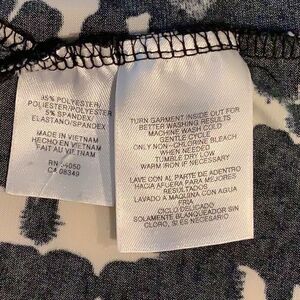 95% POLYESTER/
POLIESTER/POLYESTER
5% SPANDEX/
ELASTANO/SPANDEX
MADE IN VIETNAM
HECHO EN VIETNAM
FAIT AU VIETNAM
RN 54050
CA 08349
TURN GARMENT INSIDE OUT FOR
BETTER WASHING RESULTS
MACHINE WASH COLD
GENTLE CYCLE
ONLY NON-CHLORINE BLEACH
WHEN NEEDED
TUMBLE DRY LOW
WARM IRON IF NECESSARY
LAVE CON AL PARTE DE ADENTRO
HACIA AFUERA PARA MEJORES
RESULTADOS
LAVADO A MAQUINA CON AGUA
FRIA
CICLO DELICADO
SOLAMENTE BLANQUEADOR SIN
CLORO, SI ES NECESARIO